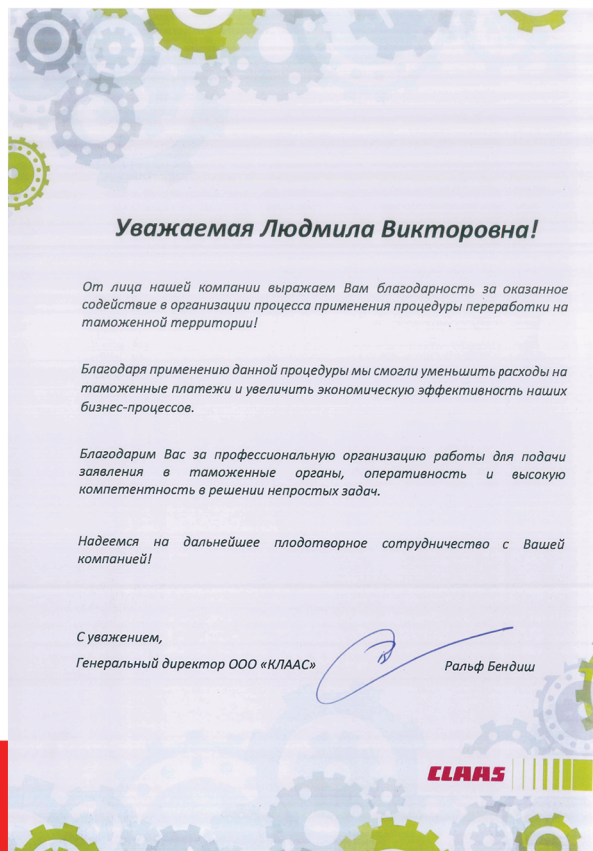 Уважаемая Людмила Викторовна!
От лица нашей компании выражаем Вам благодарность за оказанное
содействие в организации процесса применения процедуры переработки на
таможенной территории!
Благодаря применению данной процедуры мы смогли уменьшить расходы на
таможенные платежи и увеличить экономическую эффективность наших
бизнес-процессов.
Благодарим Вас за профессиональную организацию работы для подачи
заявления в таможенные органы, оперативность и высокую
компетентность в решении непростых задач.
Надеемся на дальнейшее плодотворное сотрудничество с Вашей
компанией!
С уважением,
Генеральный директор ООО «КЛААС» Ральф Бендиш
CLAAS